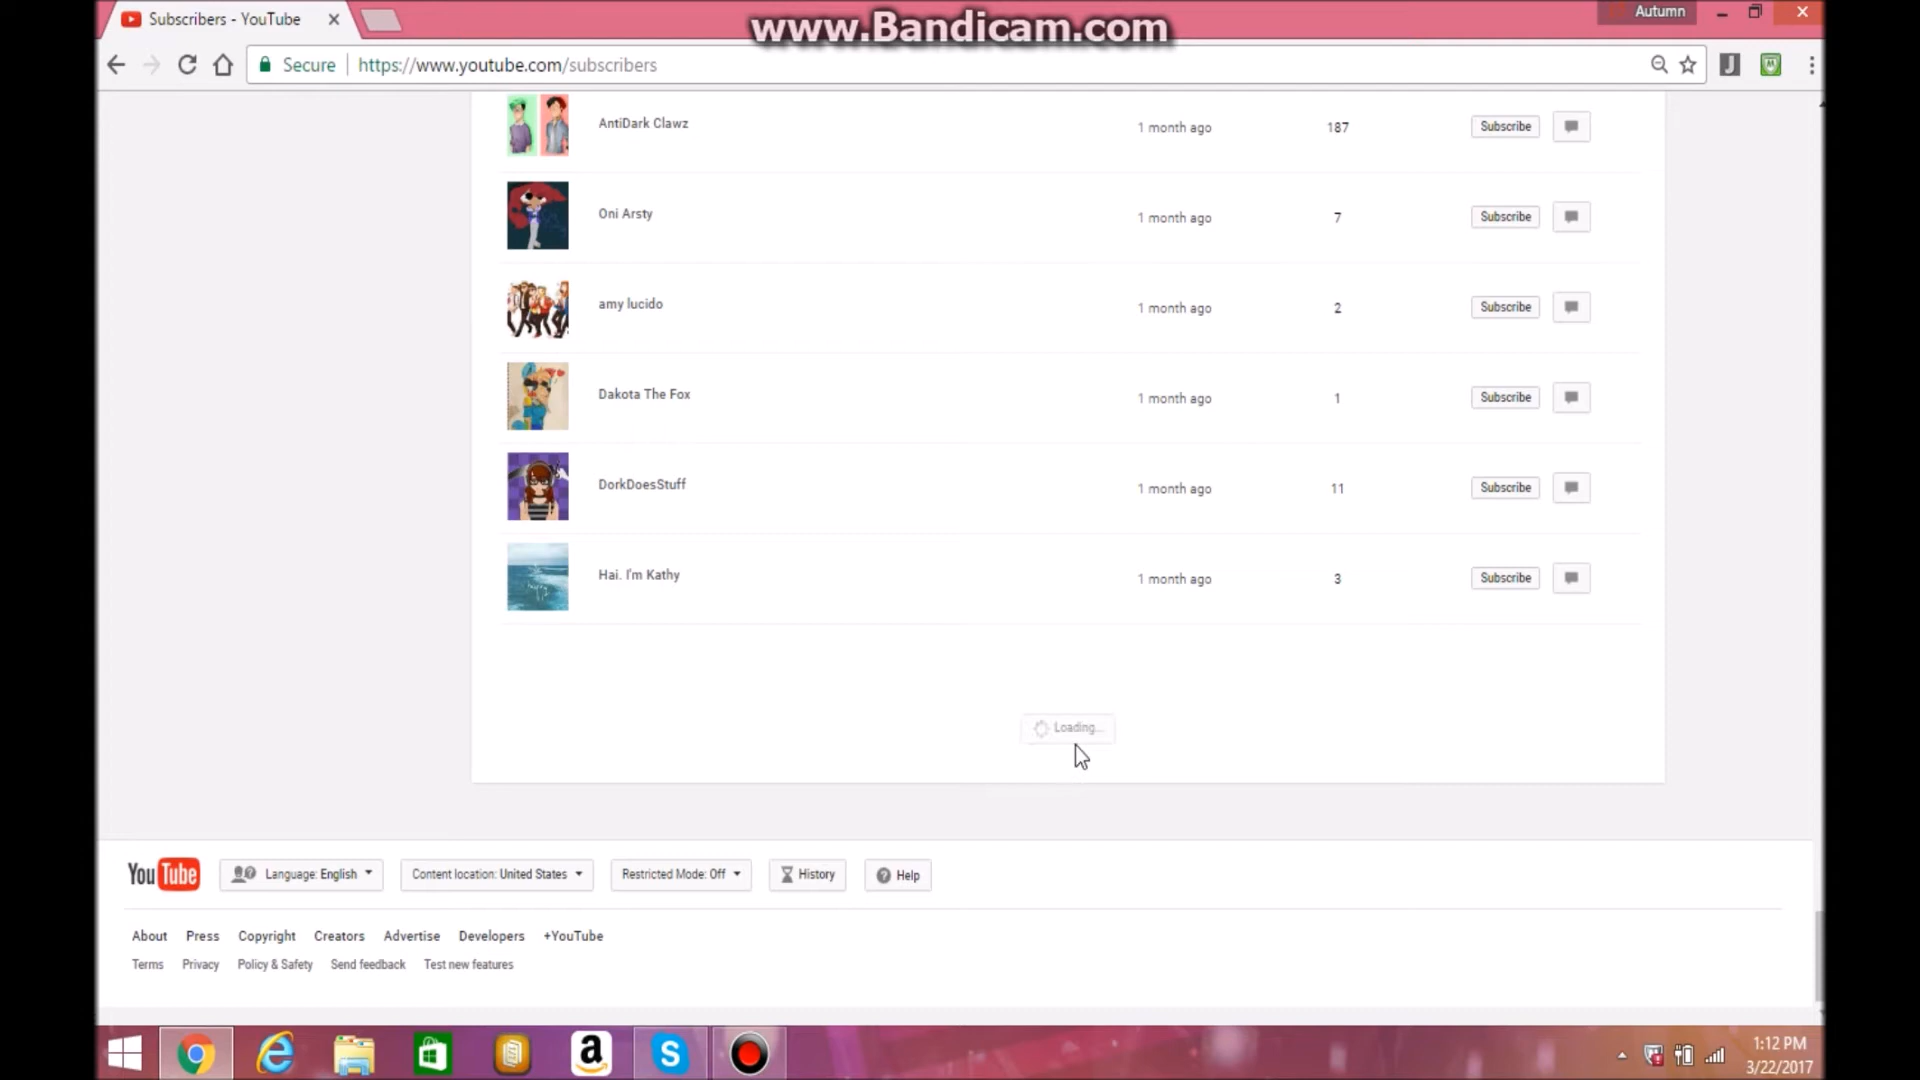 Subscribers - YouTube
www.Bandicam.com
Autumn
Secure
https://www.youtube.com/subscribers
AntiDark Clawz 1 month ago 187 Subscribe
Oni Arsty 1 month ago 7 Subscribe
amy lucido 1 month ago 2 Subscribe
Dakota The Fox 1 month ago 1 Subscribe
DorkDoesStuff 1 month ago 11 Subscribe
Hai. I'm Kathy 1 month ago 3 Subscribe
Loading...
YouTube Language: English Content location: United States Restricted Mode: Off History Help
About Press Copyright Creators Advertise Developers +YouTube
Terms Privacy Policy & Safety Send feedback Test new features
1:12 PM
3/22/2017